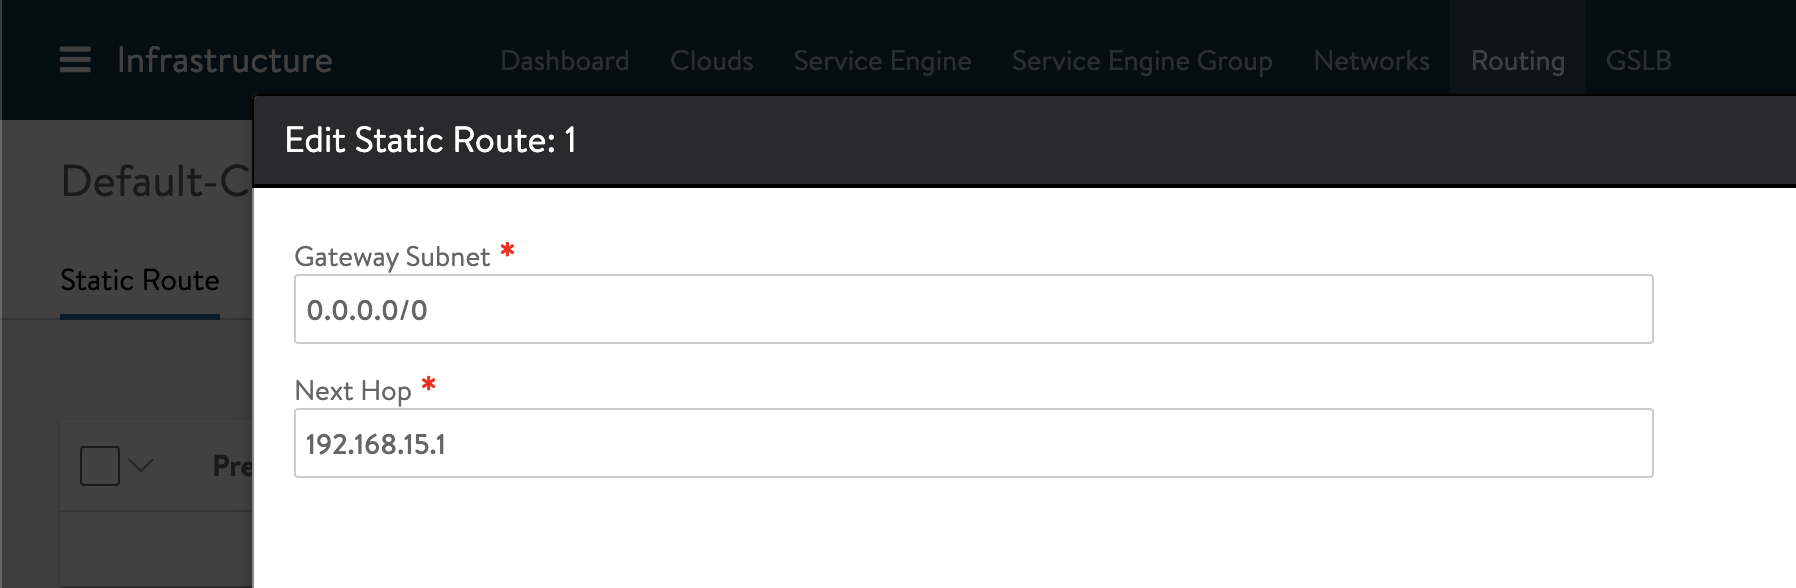 Infrastructure Dashboard Clouds Service Engine Service Engine Group Networks Routing GSLB
Edit Static Route: 1
Default-C
Gateway Subnet *
Static Route
0.0.0.0/0
Next Hop *
192.168.15.1
Pre